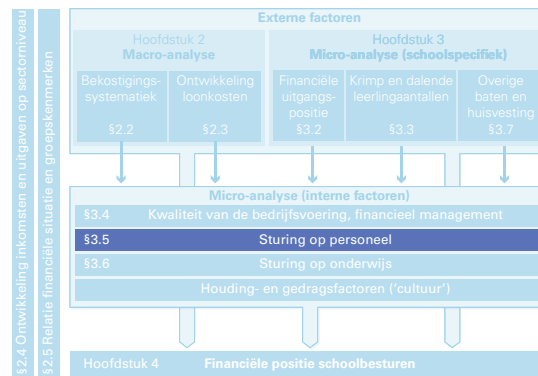 §2.4 Ontwikkeling inkomsten en uitgaven op sectorniveau
§2.5 Relatie financiële situatie en groepskenmerken
Externe factoren
Hoofdstuk 2
Macro-analyse
Bekostigings-
systematiek
§2.2
Ontwikkeling
loonkosten
§2.3
Hoofdstuk 3
Micro-analyse (schoolspecifiek)
Financiële
uitgangs-
positie
§3.2
Krimp en dalende
leerlingaantallen
§3.3
Overige
baten en
huisvesting
§3.7
Micro-analyse (interne factoren)
§3.4 Kwaliteit van de bedrijfsvoering, financieel management
§3.5 Sturing op personeel
§3.6 Sturing op onderwijs
Houding- en gedragsfactoren (‘cultuur’)
Hoofdstuk 4 Financiële positie schoolbesturen